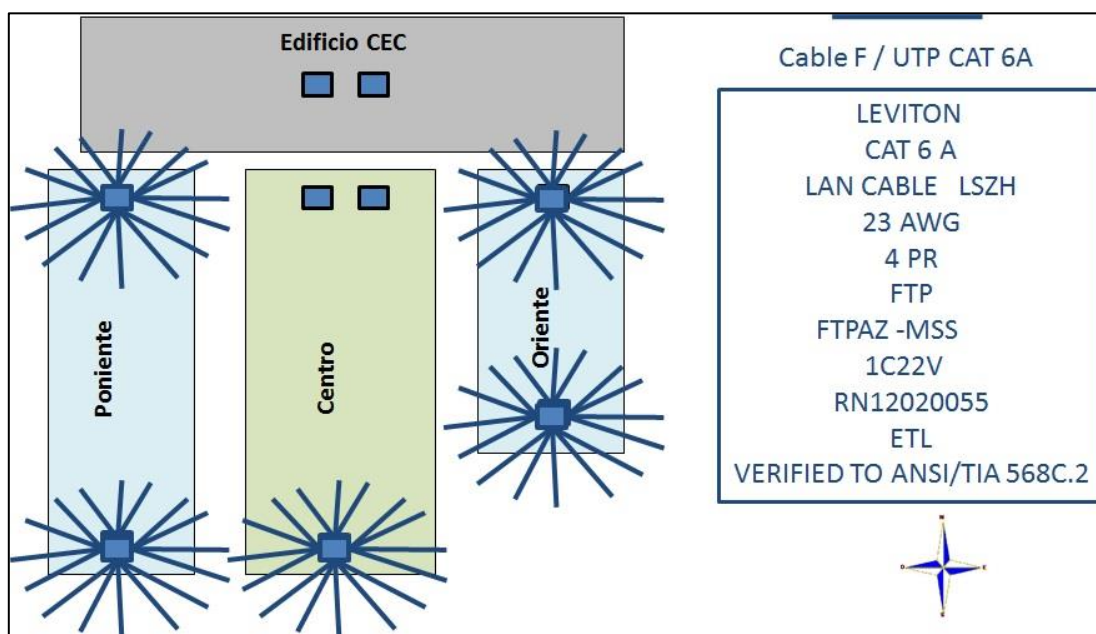 Edificio CEC
Poniente
Centro
Oriente
Cable F / UTP CAT 6A
LEVITON
CAT 6 A
LAN CABLE LSZH
23 AWG
4 PR
FTP
FTPAZ -MSS
1C22V
RN12020055
ETL
VERIFIED TO ANSI/TIA 568C.2
N
O
E
S